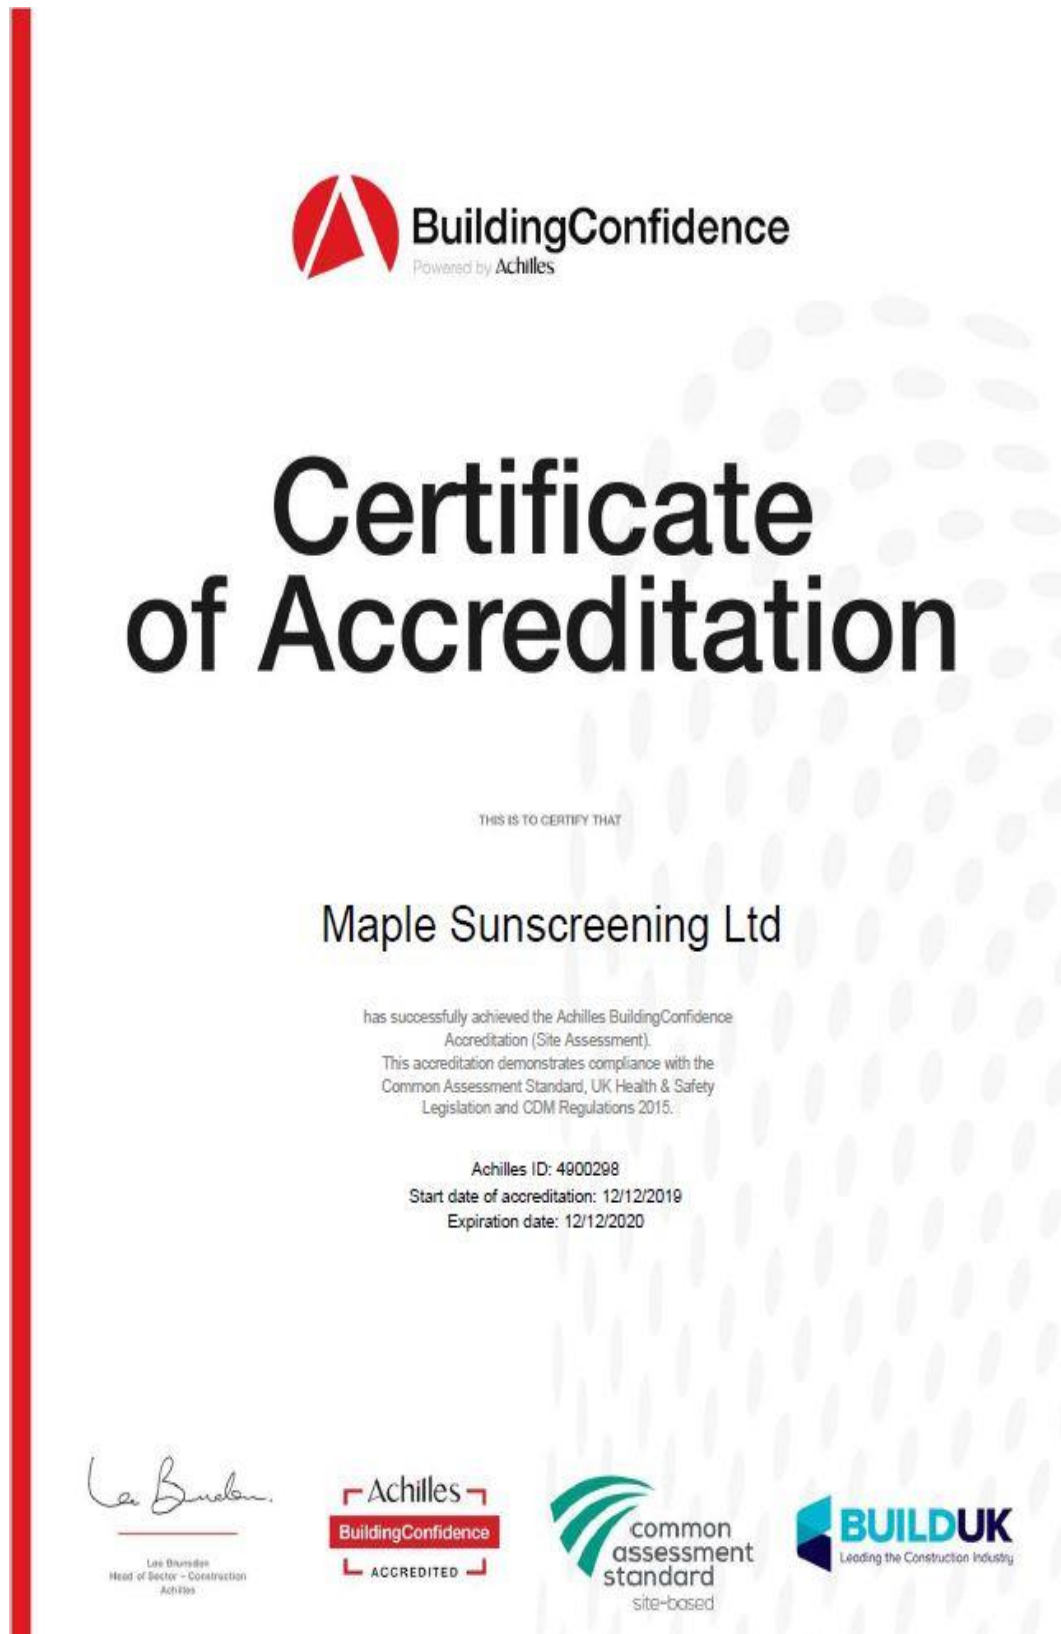 BuildingConfidence
Powered by Achilles
Certificate
of Accreditation
THIS IS TO CERTIFY THAT
Maple Sunscreening Ltd
has successfully achieved the Achilles BuildingConfidence
Accreditation (Site Assessment).
This accreditation demonstrates compliance with the
Common Assessment Standard, UK Health & Safety
Legislation and CDM Regulations 2015.
Achilles ID: 4900298
Start date of accreditation: 12/12/2019
Expiration date: 12/12/2020
Lee Brunsdon
Head of Sector - Construction
Achilles
Achilles
BuildingConfidence
ACCREDITED
common
assessment
standard
site-based
BUILDUK
Leading the Construction Industry